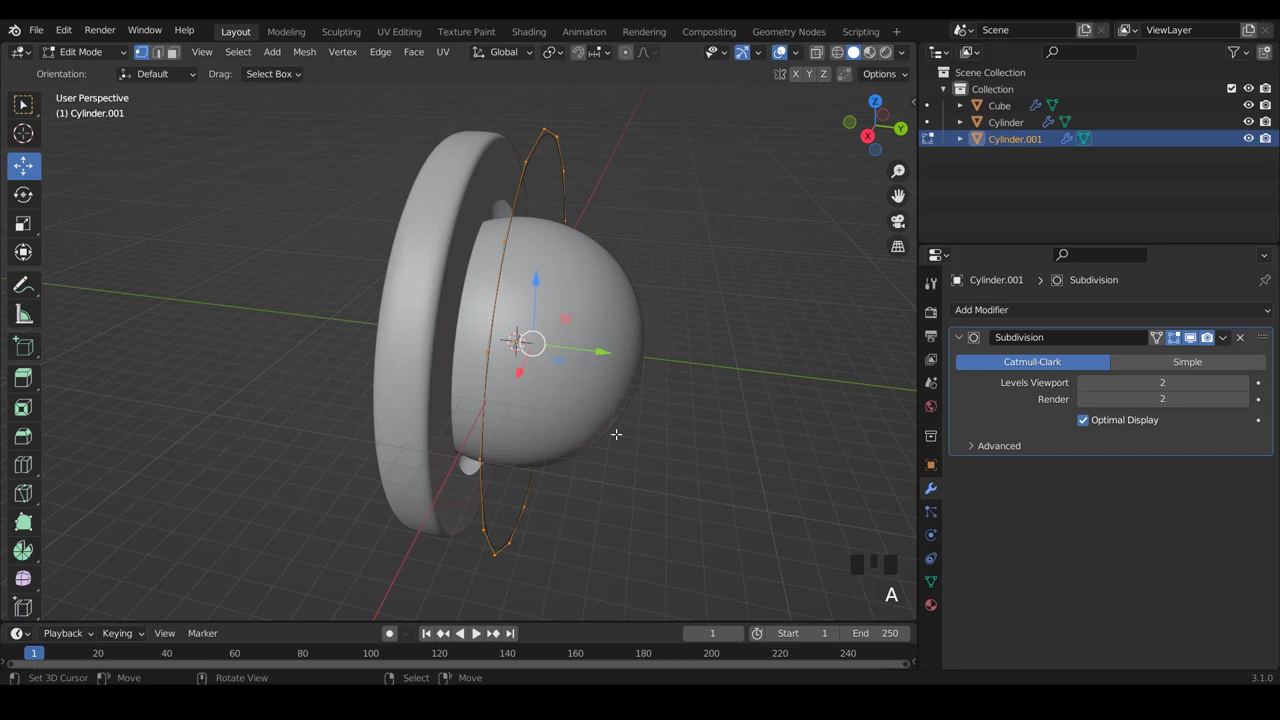 File Edit Render Window Help Layout Modeling Sculpting UV Editing Texture Paint Shading Animation Rendering Compositing Geometry Nodes Scripting + Scene ViewLayer
Edit Mode View Select Add Mesh Vertex Edge Face UV Global
Orientation: Default Drag: Select Box X Y Z Options
User Perspective
(1) Cylinder.001
Z
Y
X
A
Scene Collection
Collection
Cube
Cylinder
Cylinder.001
Cylinder.001 > Subdivision
Add Modifier
Subdivision
Catmull-Clark Simple
Levels Viewport 2
Render 2
Optimal Display
Advanced
Playback Keying View Marker 1 Start 1 End 250
1 20 40 60 80 100 120 140 160 180 200 220 240
Set 3D Cursor Move Rotate View Select Move 3.1.0